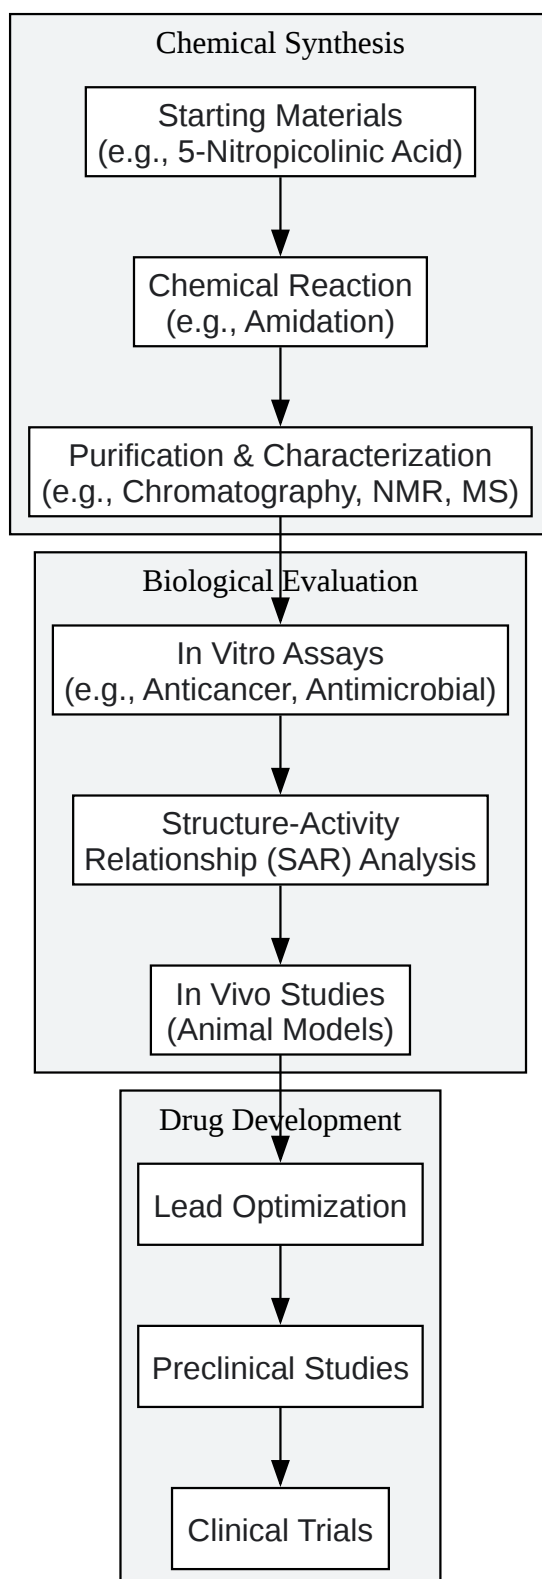 Chemical Synthesis
Starting Materials
(e.g., 5-Nitropicolinic Acid)
Chemical Reaction
(e.g., Amidation)
Purification & Characterization
(e.g., Chromatography, NMR, MS)
Biological Evaluation
In Vitro Assays
(e.g., Anticancer, Antimicrobial)
Structure-Activity
Relationship (SAR) Analysis
In Vivo Studies
(Animal Models)
Drug Development
Lead Optimization
Preclinical Studies
Clinical Trials